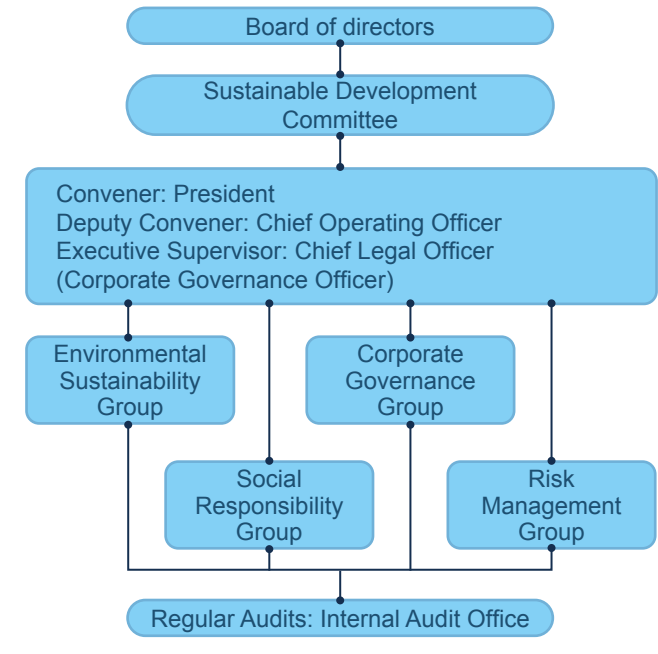 Board of directors
Sustainable Development
Committee
Convener: President
Deputy Convener: Chief Operating Officer
Executive Supervisor: Chief Legal Officer
(Corporate Governance Officer)
Environmental
Sustainability
Group
Corporate
Governance
Group
Social
Responsibility
Group
Risk
Management
Group
Regular Audits: Internal Audit Office